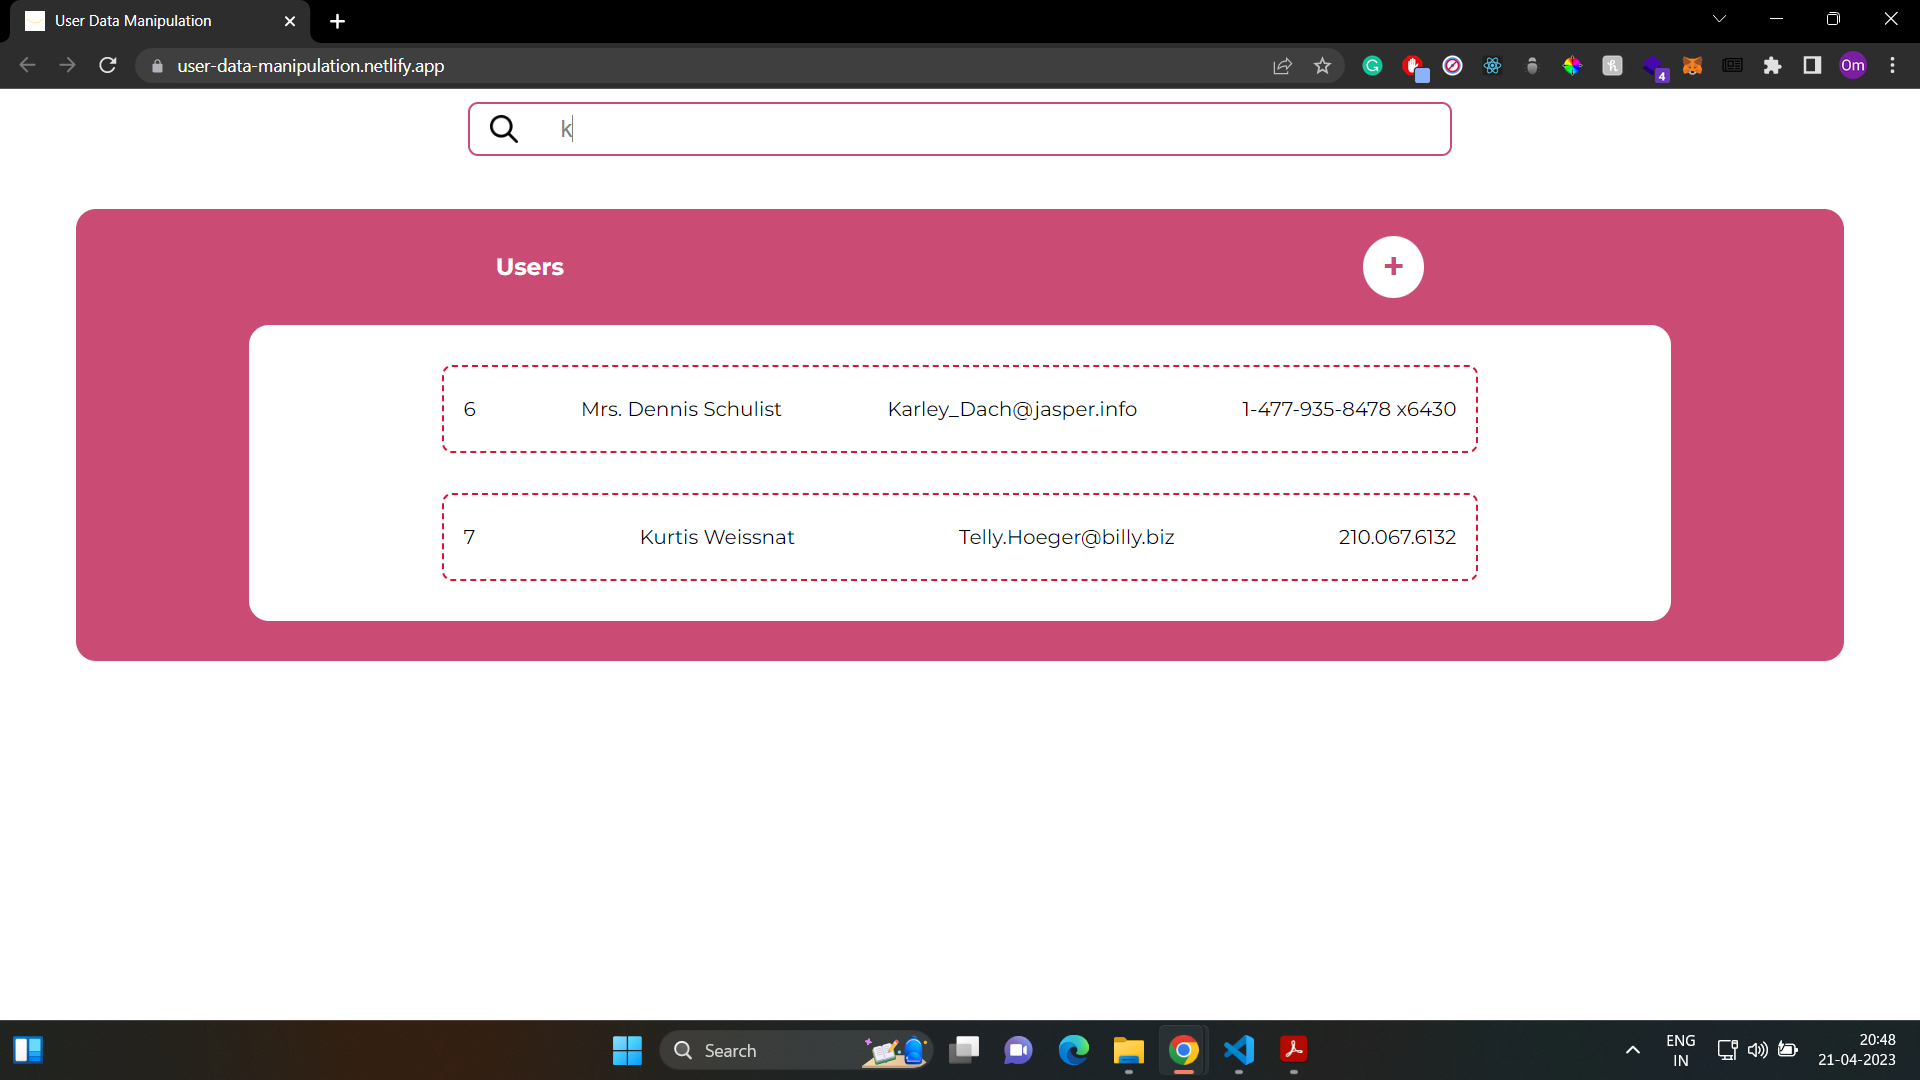 User Data Manipulation
user-data-manipulation.netlify.app
4
Om
k
Users
+
6 Mrs. Dennis Schulist Karley_Dach@jasper.info 1-477-935-8478 x6430
7 Kurtis Weissnat Telly.Hoeger@billy.biz 210.067.6132
Search
ENG
IN
20:48
21-04-2023